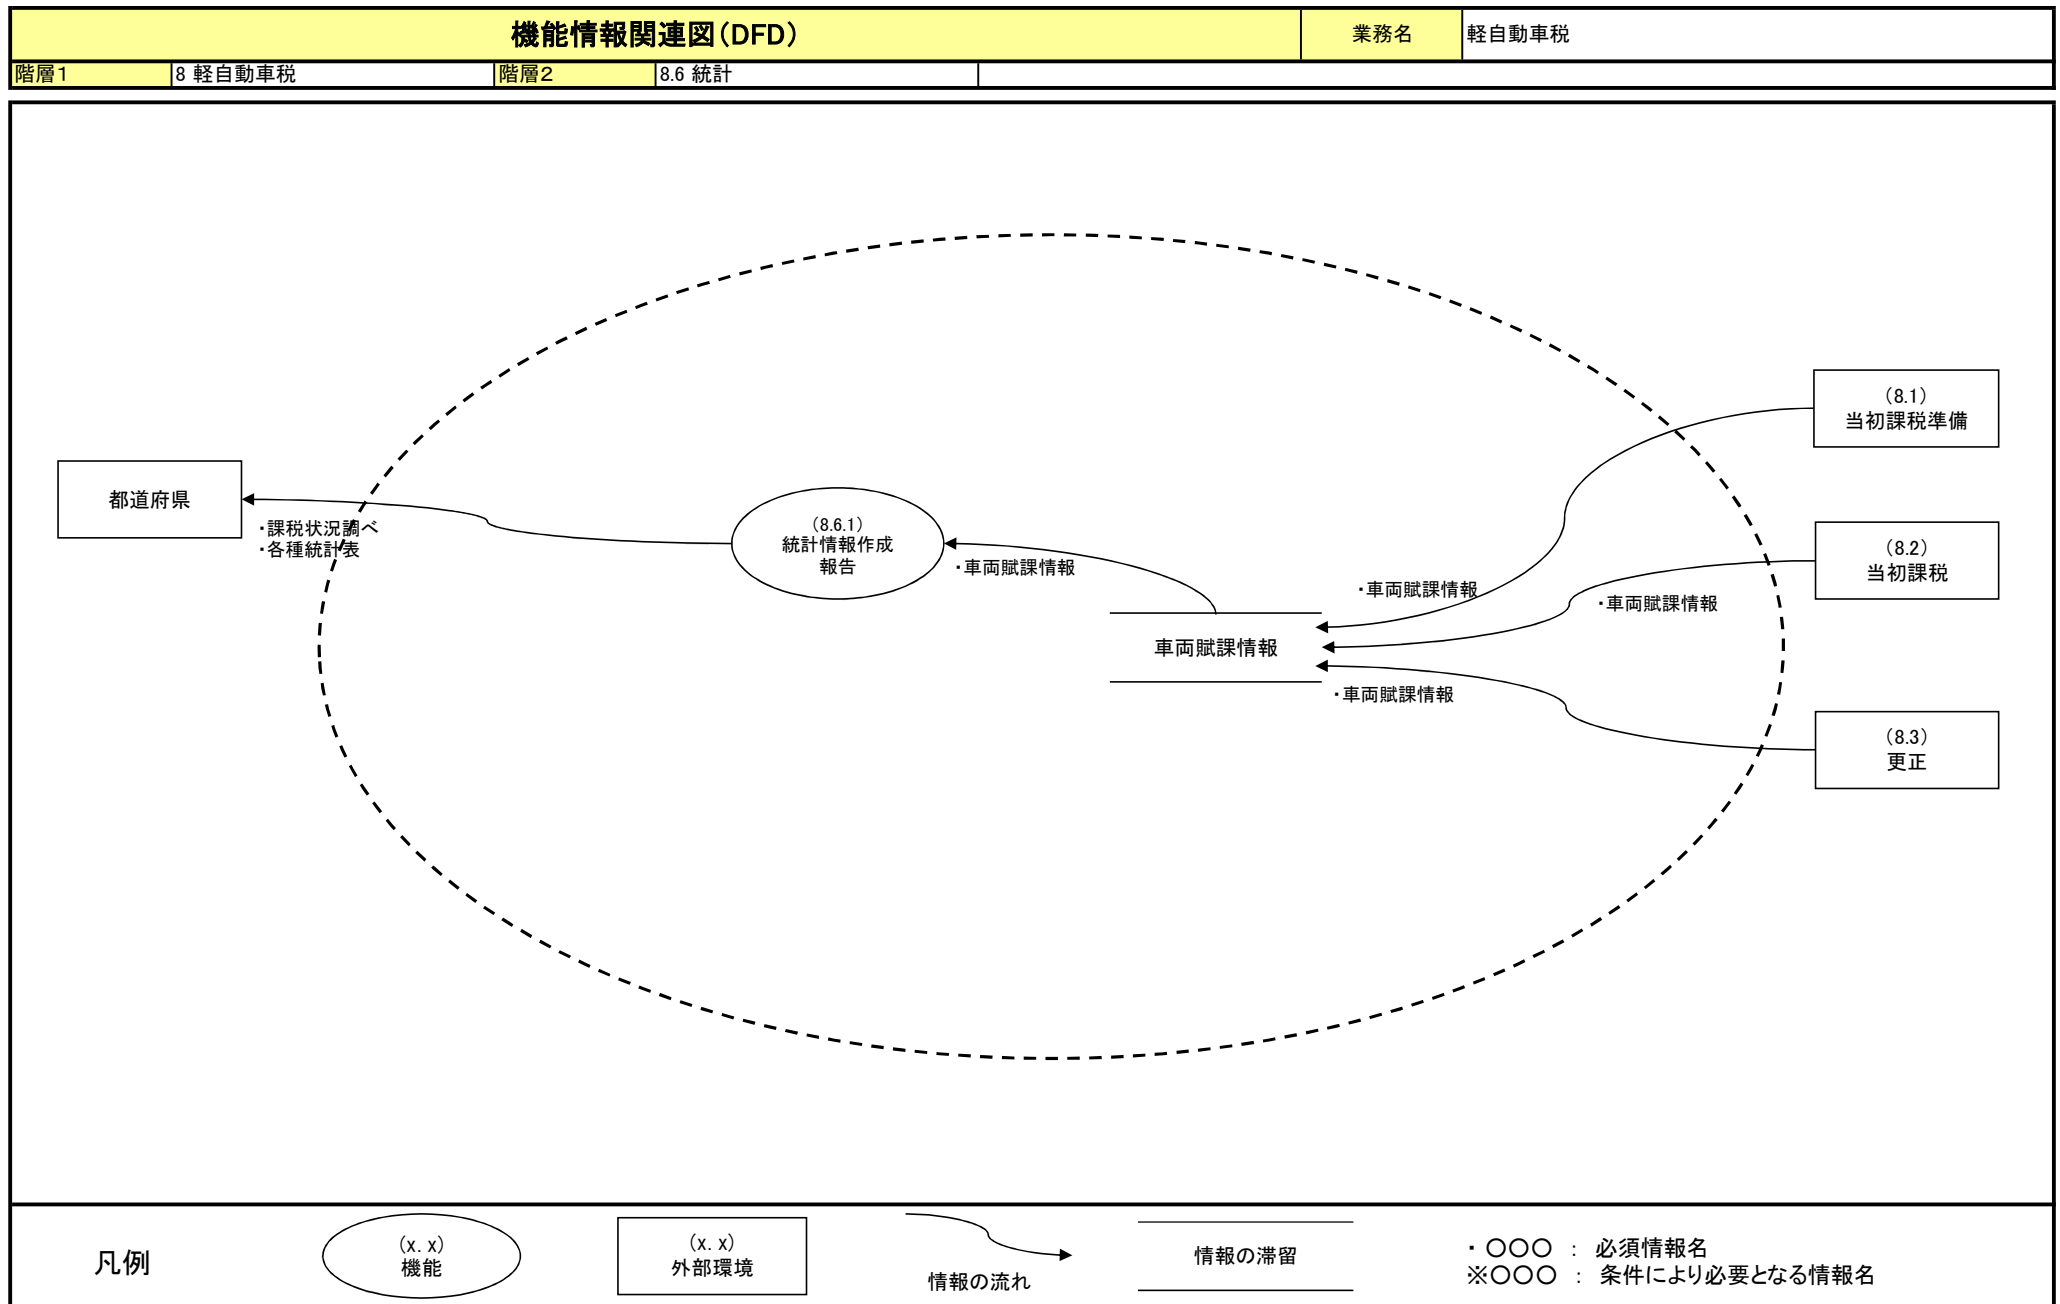 機能情報関連図（DFD）
業務名
軽自動車税
階層１
8 軽自動車税
階層２
8.6 統計
（8.1）
当初課税準備
都道府県
・課税状況調べ
・各種統計表
（8.6.1）
統計情報作成
報告
・車両賦課情報
（8.2）
当初課税
・車両賦課情報
・車両賦課情報
車両賦課情報
・車両賦課情報
（8.3）
更正
凡例
（x. x）
機能
（x. x）
外部環境
情報の流れ
情報の滞留
・ 〇〇〇 ： 必須情報名
※〇〇〇 ： 条件により必要となる情報名